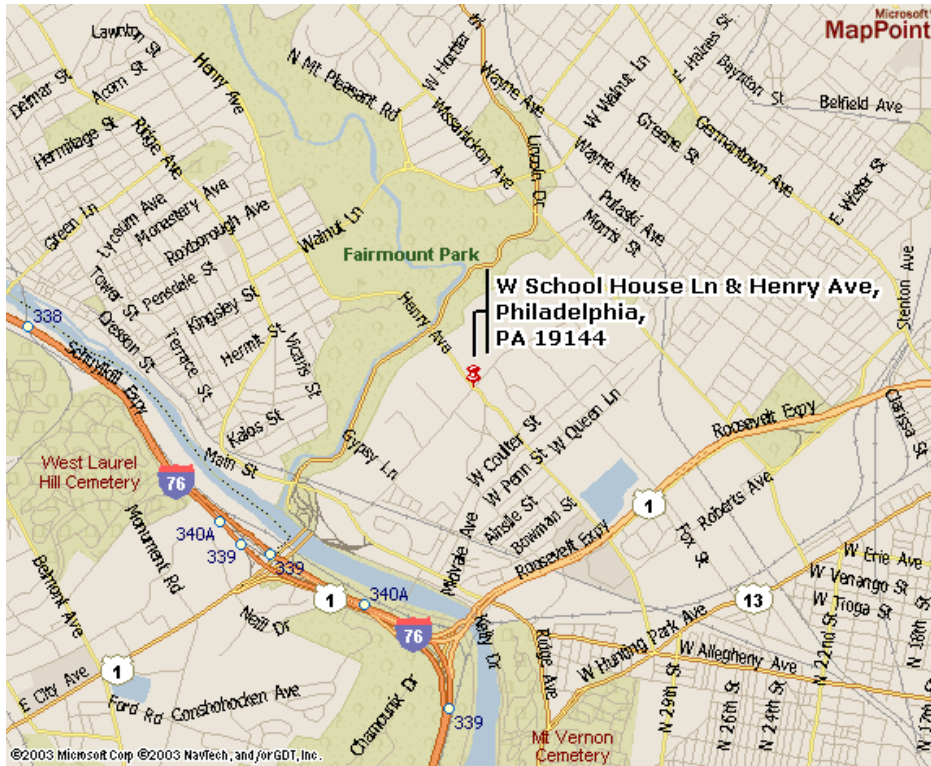 Microsoft
MapPoint
Lawnton St
Delmar St
Acorn St
Hermitage St
Ridge Ave
Henry Ave
N Mt. Pleasant Rd
W Hortter St
Wissahickon Ave
Wayne Ave
Lincoln Dr
W Walnut Ln
E Haines St
Baynton St
Belfield Ave
Greene St
Germantown Ave
Wayne Ave
E Wister St
Pulaski Ave
Morris St
Stenton Ave
Green Ln
Lyceum Ave
Monastery Ave
Roxborough Ave
Walnut Ln
Fairmount Park
Tower St
Pensdale St
Kingsley St
Cresson St
Terrace St
Hermit St
Vicaris St
Henry Ave
W School House Ln & Henry Ave,
Philadelphia,
PA 19144
338
Schuylkill Expy
Kalos St
Main St
Gypsy Ln
W Coulter St
W Penn St
W Queen Ln
Roosevelt Expy
Clarissa St
West Laurel
Hill Cemetery
76
340A
339
339
Monument Rd
Ainslie St
Bowman St
Roosevelt Expy
1
Fox St
Roberts Ave
Belmont Ave
Neill Dr
1
340A
76
Kelly Dr
Ridge Ave
W Hunting Park Ave
13
W Erie Ave
W Venango St
W Tioga St
W Allegheny Ave
N 22nd St
N 18th St
N 17th St
1
E City Ave
Ford Rd
Conshohocken Ave
Chamounix Dr
339
N 29th St
N 26th St
N 24th St
Mt Vernon
Cemetery
©2003 Microsoft Corp ©2003 NavTech, and/or GDT, Inc.